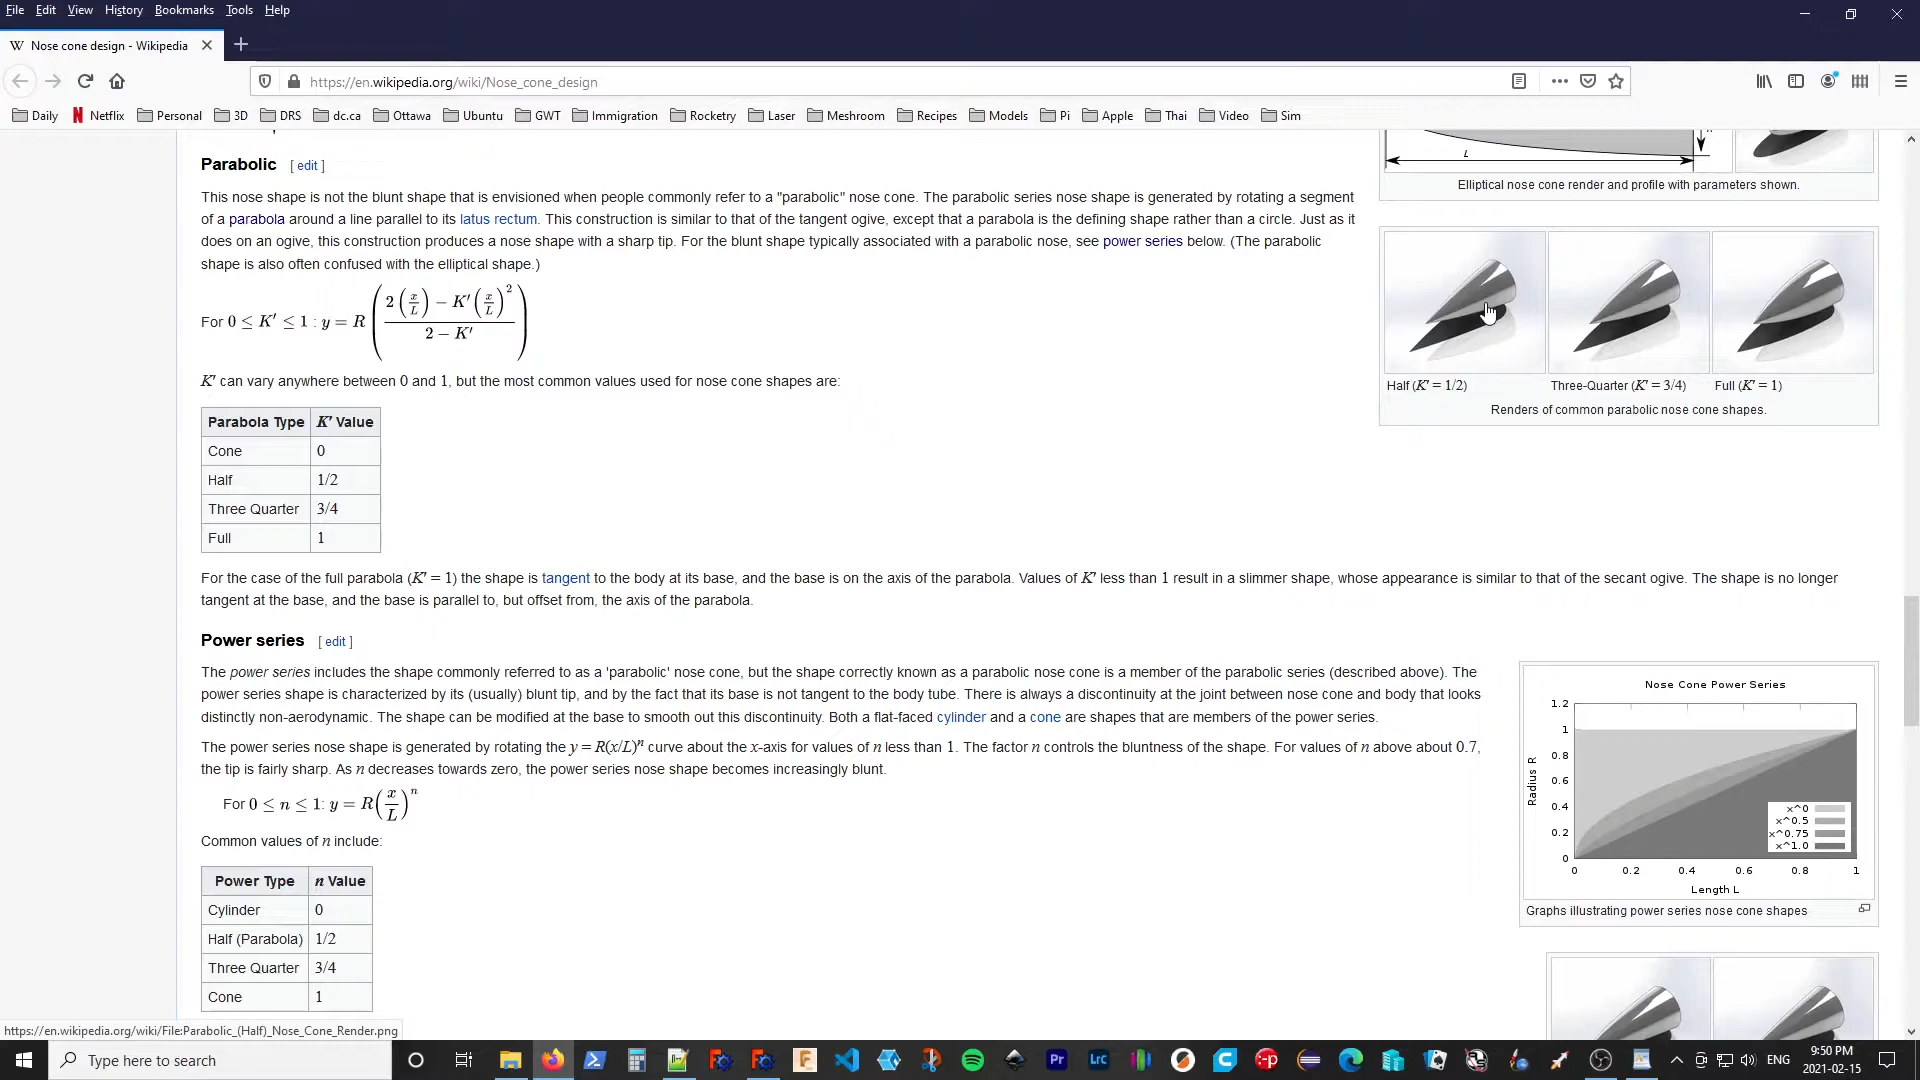 File Edit View History Bookmarks Tools Help
W Nose cone design - Wikipedia
https://en.wikipedia.org/wiki/Nose_cone_design
Daily Netflix Personal 3D DRS dc.ca Ottawa Ubuntu GWT Immigration Rocketry Laser Meshroom Recipes Models Pi Apple Thai Video Sim
L
Elliptical nose cone render and profile with parameters shown.
Parabolic [ edit ]
This nose shape is not the blunt shape that is envisioned when people commonly refer to a "parabolic" nose cone. The parabolic series nose shape is generated by rotating a segment
of a parabola around a line parallel to its latus rectum. This construction is similar to that of the tangent ogive, except that a parabola is the defining shape rather than a circle. Just as it
does on an ogive, this construction produces a nose shape with a sharp tip. For the blunt shape typically associated with a parabolic nose, see power series below. (The parabolic
shape is also often confused with the elliptical shape.)
For 0 ≤ K′ ≤ 1 : y = R ( (2 (x/L) − K′ (x/L)²) / (2 − K′) )
Half (K′ = 1/2) Three-Quarter (K′ = 3/4) Full (K′ = 1)
Renders of common parabolic nose cone shapes.
K′ can vary anywhere between 0 and 1, but the most common values used for nose cone shapes are:
Parabola Type K′ Value
Cone 0
Half 1/2
Three Quarter 3/4
Full 1
For the case of the full parabola (K′ = 1) the shape is tangent to the body at its base, and the base is on the axis of the parabola. Values of K′ less than 1 result in a slimmer shape, whose appearance is similar to that of the secant ogive. The shape is no longer
tangent at the base, and the base is parallel to, but offset from, the axis of the parabola.
Power series [ edit ]
The power series includes the shape commonly referred to as a 'parabolic' nose cone, but the shape correctly known as a parabolic nose cone is a member of the parabolic series (described above). The
power series shape is characterized by its (usually) blunt tip, and by the fact that its base is not tangent to the body tube. There is always a discontinuity at the joint between nose cone and body that looks
distinctly non-aerodynamic. The shape can be modified at the base to smooth out this discontinuity. Both a flat-faced cylinder and a cone are shapes that are members of the power series.
The power series nose shape is generated by rotating the y = R(x/L)ⁿ curve about the x-axis for values of n less than 1. The factor n controls the bluntness of the shape. For values of n above about 0.7,
the tip is fairly sharp. As n decreases towards zero, the power series nose shape becomes increasingly blunt.
For 0 ≤ n ≤ 1: y = R(x/L)ⁿ
Common values of n include:
Power Type n Value
Cylinder 0
Half (Parabola) 1/2
Three Quarter 3/4
Cone 1
Nose Cone Power Series
1.2
1
0.8
0.6
0.4
0.2
0
Radius R
x^0
x^0.5
x^0.75
x^1.0
0 0.2 0.4 0.6 0.8 1
Length L
Graphs illustrating power series nose cone shapes
https://en.wikipedia.org/wiki/File:Parabolic_(Half)_Nose_Cone_Render.png
Type here to search
Pr
Lrc
ENG
9:50 PM
2021-02-15